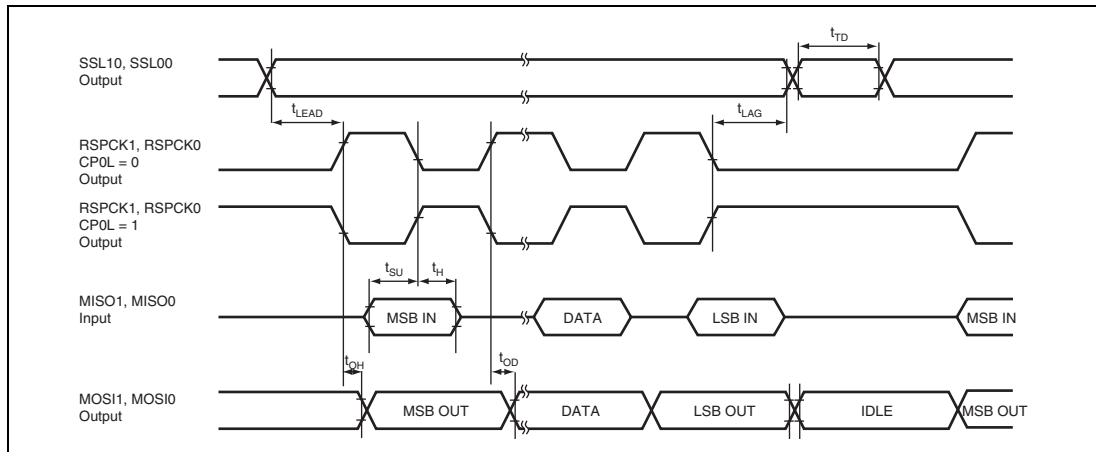 SSL10, SSL00
Output
tTD
tLEAD
tLAG
RSPCK1, RSPCK0
CP0L = 0
Output
RSPCK1, RSPCK0
CP0L = 1
Output
tSU
tH
MISO1, MISO0
Input
MSB IN
DATA
LSB IN
MSB IN
tOH
tOD
MOSI1, MOSI0
Output
MSB OUT
DATA
LSB OUT
IDLE
MSB OUT